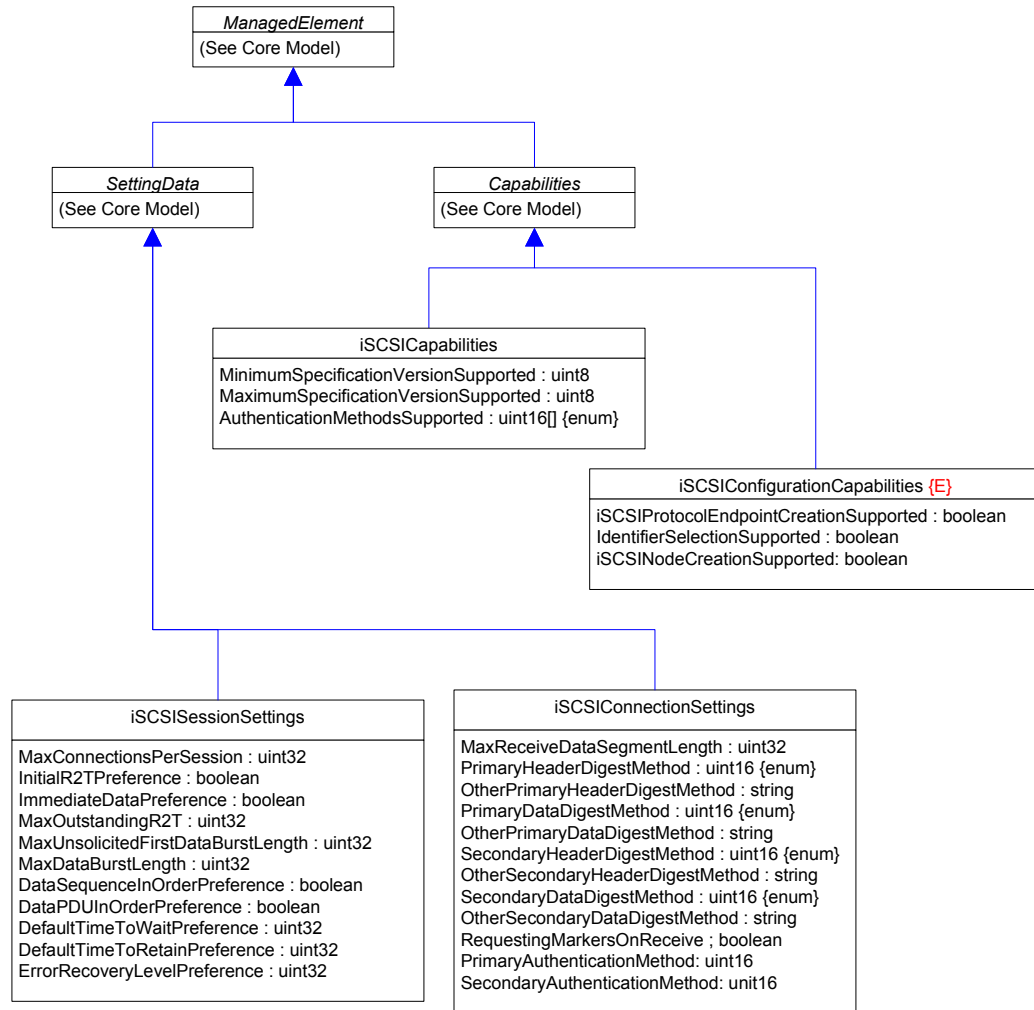 ManagedElement
(See Core Model)
SettingData
(See Core Model)
Capabilities
(See Core Model)
iSCSICapabilities
MinimumSpecificationVersionSupported : uint8
MaximumSpecificationVersionSupported : uint8
AuthenticationMethodsSupported : uint16[] {enum}
iSCSIConfigurationCapabilities {E}
iSCSIProtocolEndpointCreationSupported : boolean
IdentifierSelectionSupported : boolean
iSCSINodeCreationSupported: boolean
iSCSISessionSettings
MaxConnectionsPerSession : uint32
InitialR2TPreference : boolean
ImmediateDataPreference : boolean
MaxOutstandingR2T : uint32
MaxUnsolicitedFirstDataBurstLength : uint32
MaxDataBurstLength : uint32
DataSequenceInOrderPreference : boolean
DataPDUInOrderPreference : boolean
DefaultTimeToWaitPreference : uint32
DefaultTimeToRetainPreference : uint32
ErrorRecoveryLevelPreference : uint32
iSCSIConnectionSettings
MaxReceiveDataSegmentLength : uint32
PrimaryHeaderDigestMethod : uint16 {enum}
OtherPrimaryHeaderDigestMethod : string
PrimaryDataDigestMethod : uint16 {enum}
OtherPrimaryDataDigestMethod : string
SecondaryHeaderDigestMethod : uint16 {enum}
OtherSecondaryHeaderDigestMethod : string
SecondaryDataDigestMethod : uint16 {enum}
OtherSecondaryDataDigestMethod : string
RequestingMarkersOnReceive ; boolean
PrimaryAuthenticationMethod: uint16
SecondaryAuthenticationMethod: unit16